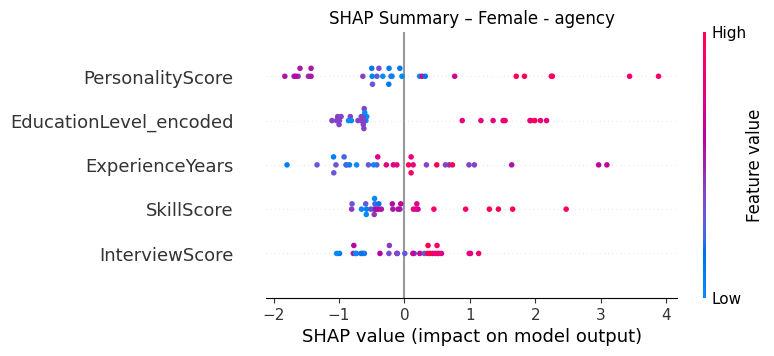 SHAP Summary – Female - agency
High
PersonalityScore
EducationLevel_encoded
ExperienceYears
SkillScore
InterviewScore
Feature value
Low
−2 −1 0 1 2 3 4
SHAP value (impact on model output)